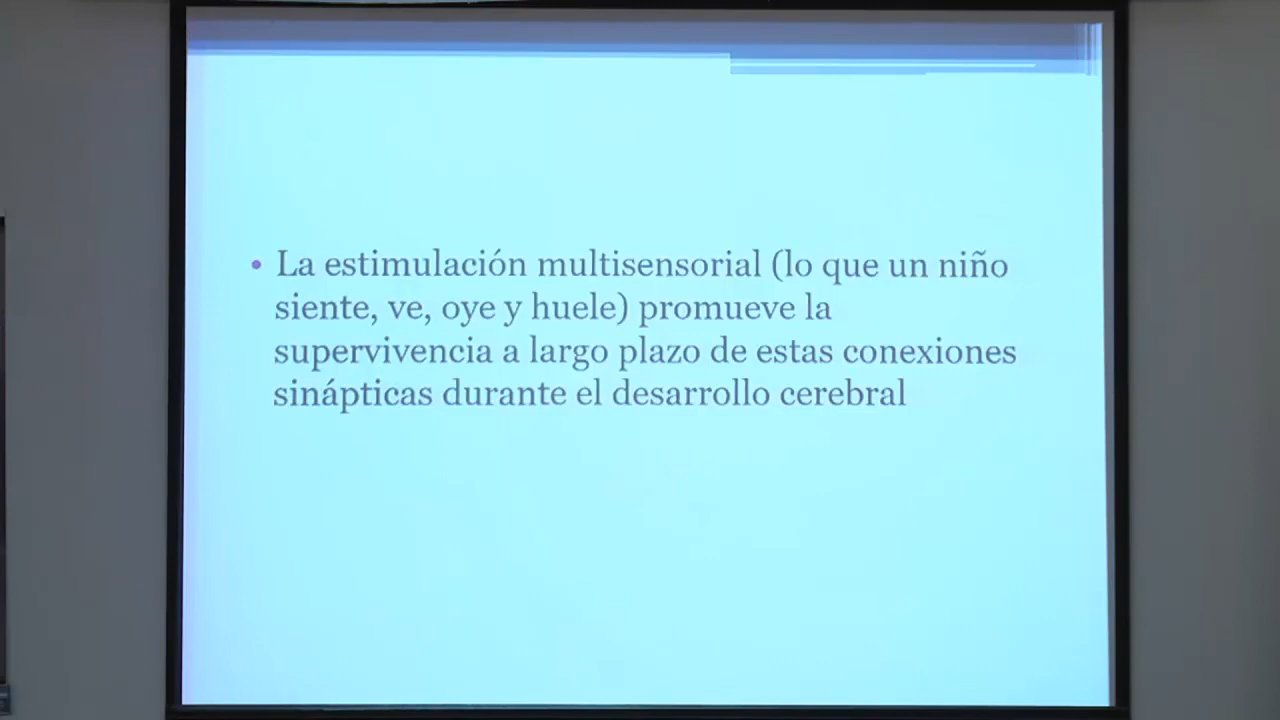 • La estimulación multisensorial (lo que un niño
siente, ve, oye y huele) promueve la
supervivencia a largo plazo de estas conexiones
sinápticas durante el desarrollo cerebral